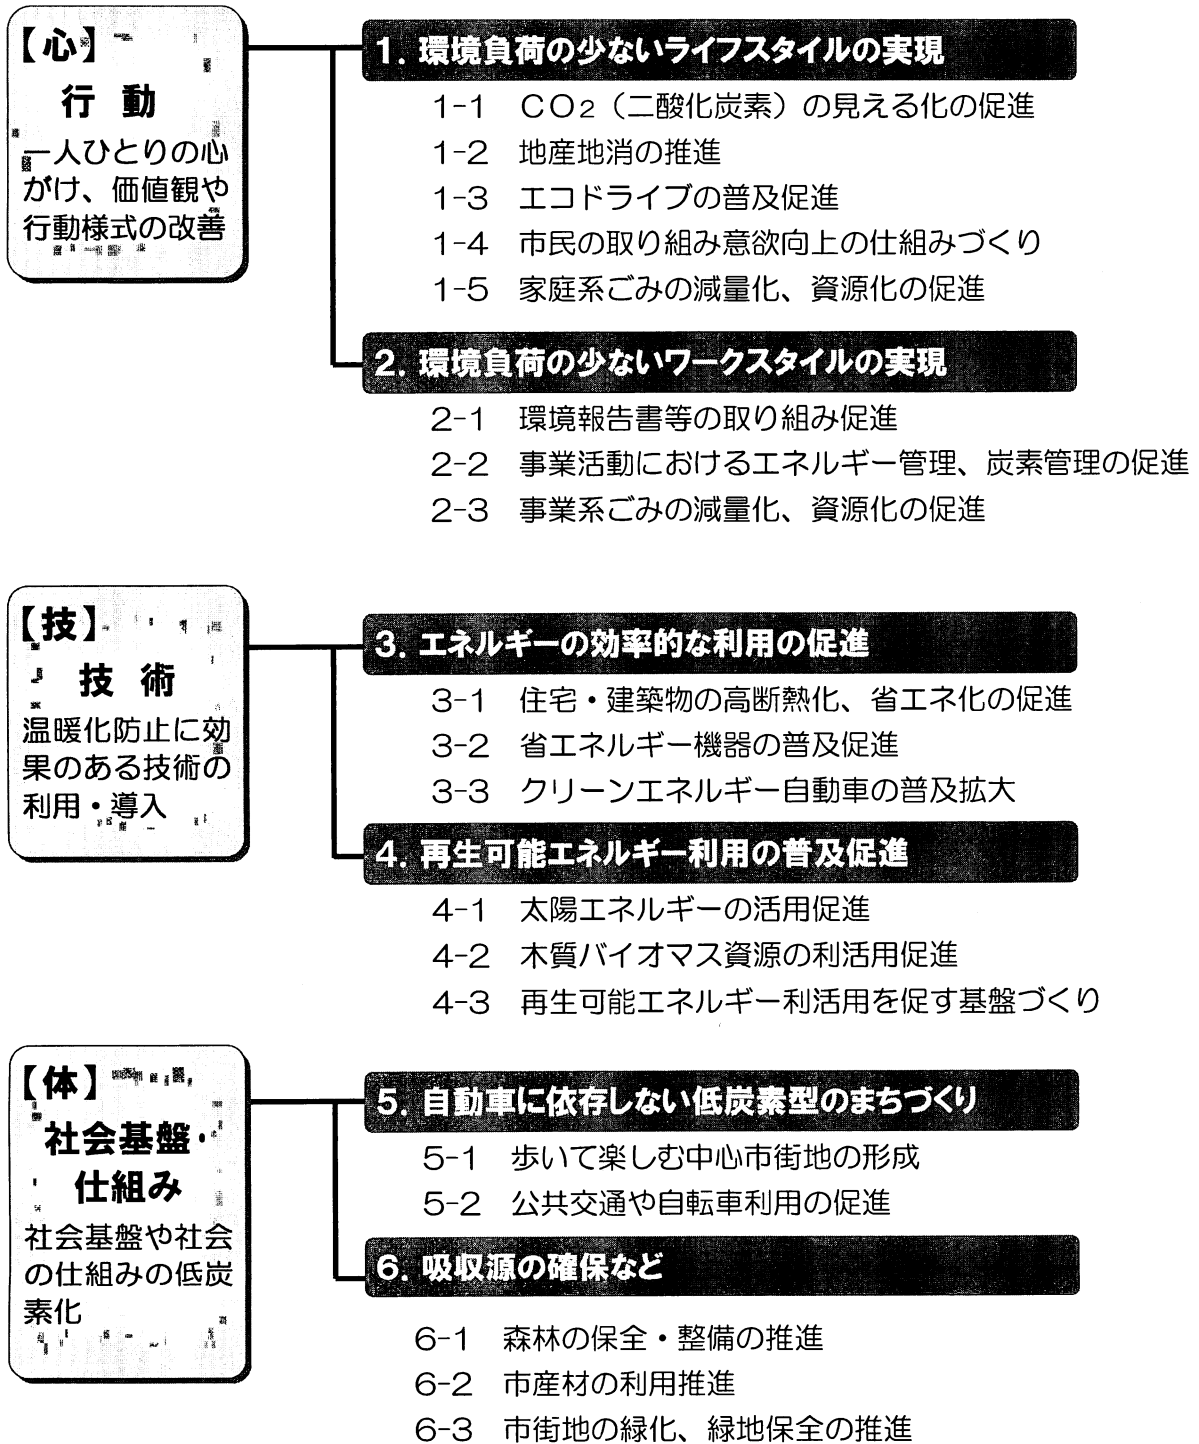 【心】
行 動
一人ひとりの心
がけ、価値観や
行動様式の改善
1. 環境負荷の少ないライフスタイルの実現
1-1 CO2（二酸化炭素）の見える化の促進
1-2 地産地消の推進
1-3 エコドライブの普及促進
1-4 市民の取り組み意欲向上の仕組みづくり
1-5 家庭系ごみの減量化、資源化の促進
2. 環境負荷の少ないワークスタイルの実現
2-1 環境報告書等の取り組み促進
2-2 事業活動におけるエネルギー管理、炭素管理の促進
2-3 事業系ごみの減量化、資源化の促進
【技】
技 術
温暖化防止に効
果のある技術の
利用・導入
3. エネルギーの効率的な利用の促進
3-1 住宅・建築物の高断熱化、省エネ化の促進
3-2 省エネルギー機器の普及促進
3-3 クリーンエネルギー自動車の普及拡大
4. 再生可能エネルギー利用の普及促進
4-1 太陽エネルギーの活用促進
4-2 木質バイオマス資源の利活用促進
4-3 再生可能エネルギー利活用を促す基盤づくり
【体】
社会基盤・
仕組み
社会基盤や社会
の仕組みの低炭
素化
5. 自動車に依存しない低炭素型のまちづくり
5-1 歩いて楽しむ中心市街地の形成
5-2 公共交通や自転車利用の促進
6. 吸収源の確保など
6-1 森林の保全・整備の推進
6-2 市産材の利用推進
6-3 市街地の緑化、緑地保全の推進